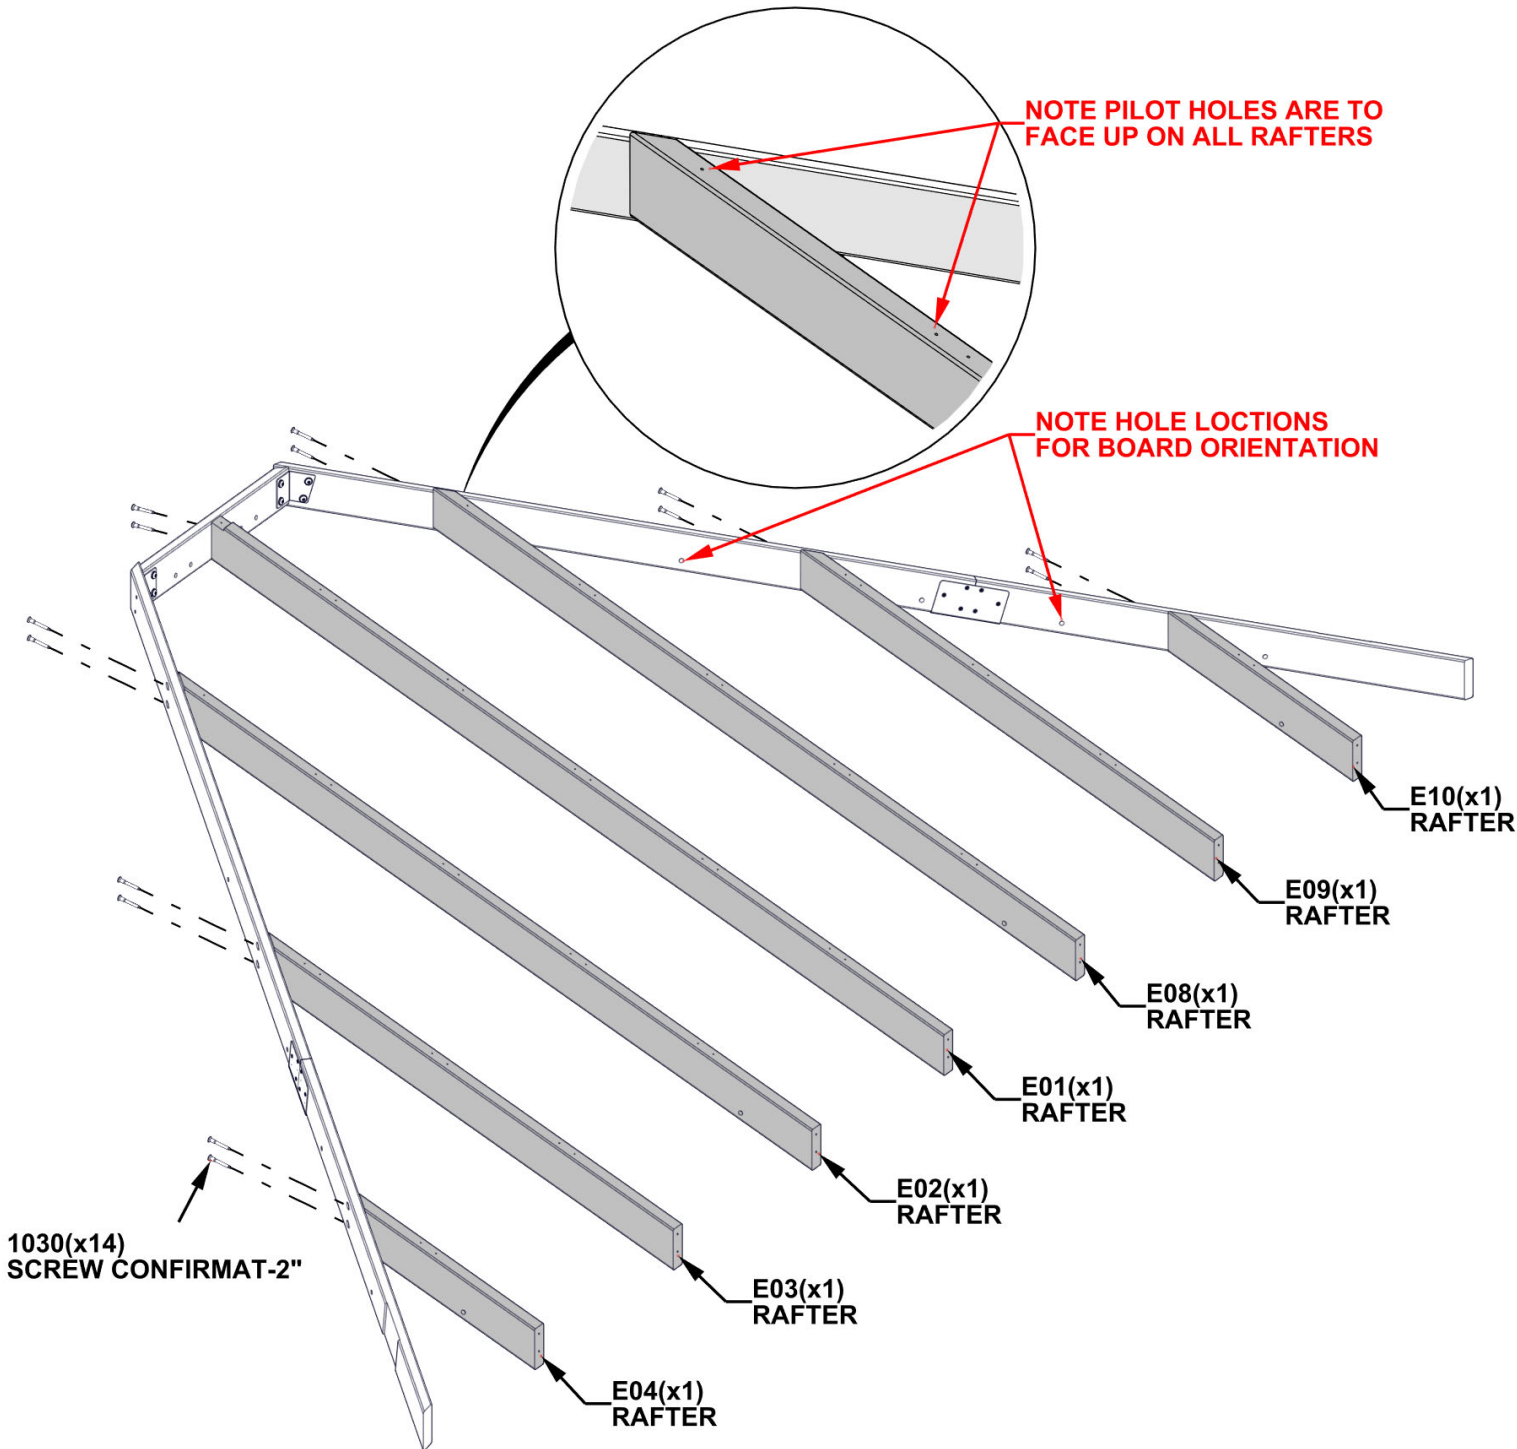 NOTE PILOT HOLES ARE TO
FACE UP ON ALL RAFTERS
NOTE HOLE LOCTIONS
FOR BOARD ORIENTATION
E10(x1)
RAFTER
E09(x1)
RAFTER
E08(x1)
RAFTER
E01(x1)
RAFTER
E02(x1)
RAFTER
E03(x1)
RAFTER
E04(x1)
RAFTER
1030(x14)
SCREW CONFIRMAT-2"